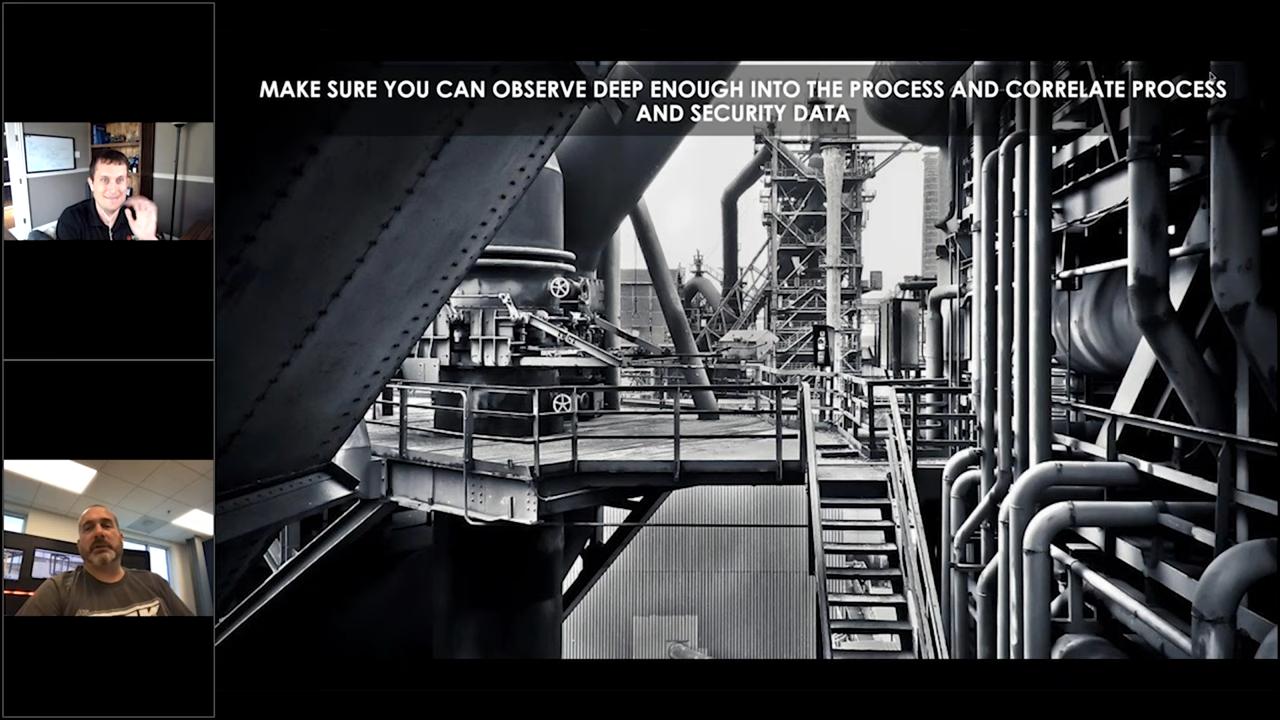 MAKE SURE YOU CAN OBSERVE DEEP ENOUGH INTO THE PROCESS AND CORRELATE PROCESS
AND SECURITY DATA